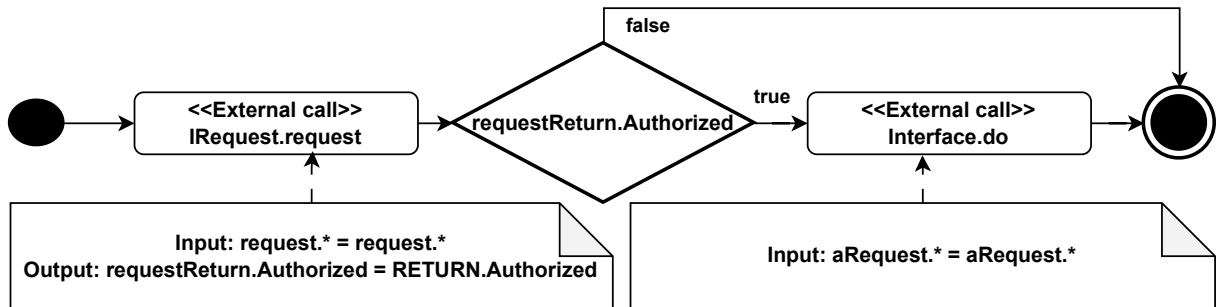 false
<<External call>>
IRequest.request
requestReturn.Authorized
true
<<External call>>
Interface.do
Input: request.* = request.*
Output: requestReturn.Authorized = RETURN.Authorized
Input: aRequest.* = aRequest.*